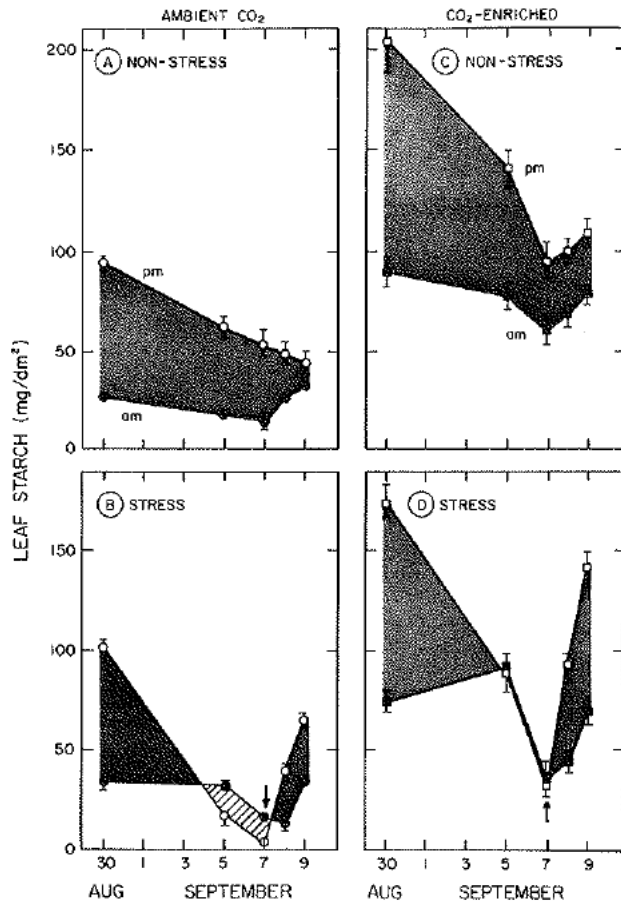 AMBIENT CO₂
CO₂-ENRICHED
200
150
100
50
0
A NON-STRESS
pm
am
C NON-STRESS
pm
am
LEAF STARCH (mg/dm²)
150
100
50
0
B STRESS
D STRESS
30 1 3 5 7 9
30 1 3 5 7 9
AUG SEPTEMBER
AUG SEPTEMBER